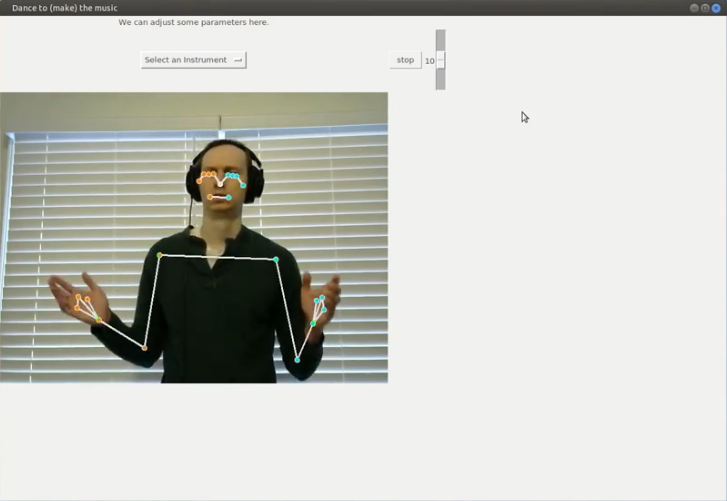 Dance to (make) the music
We can adjust some parameters here.
Select an Instrument
stop
10